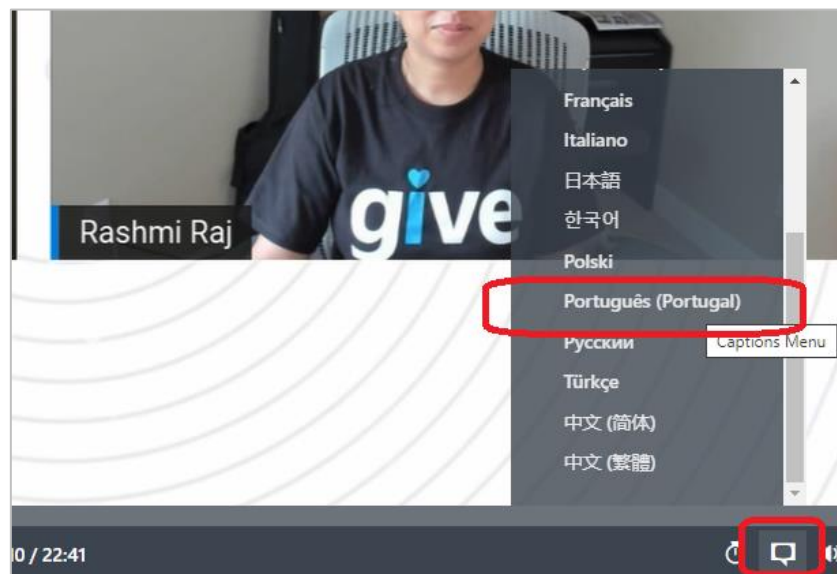 Rashmi Raj
give
Français
Italiano
日本語
한국어
Polski
Português (Portugal)
Русский
Captions Menu
Türkçe
中文 (简体)
中文 (繁體)
0 / 22:41